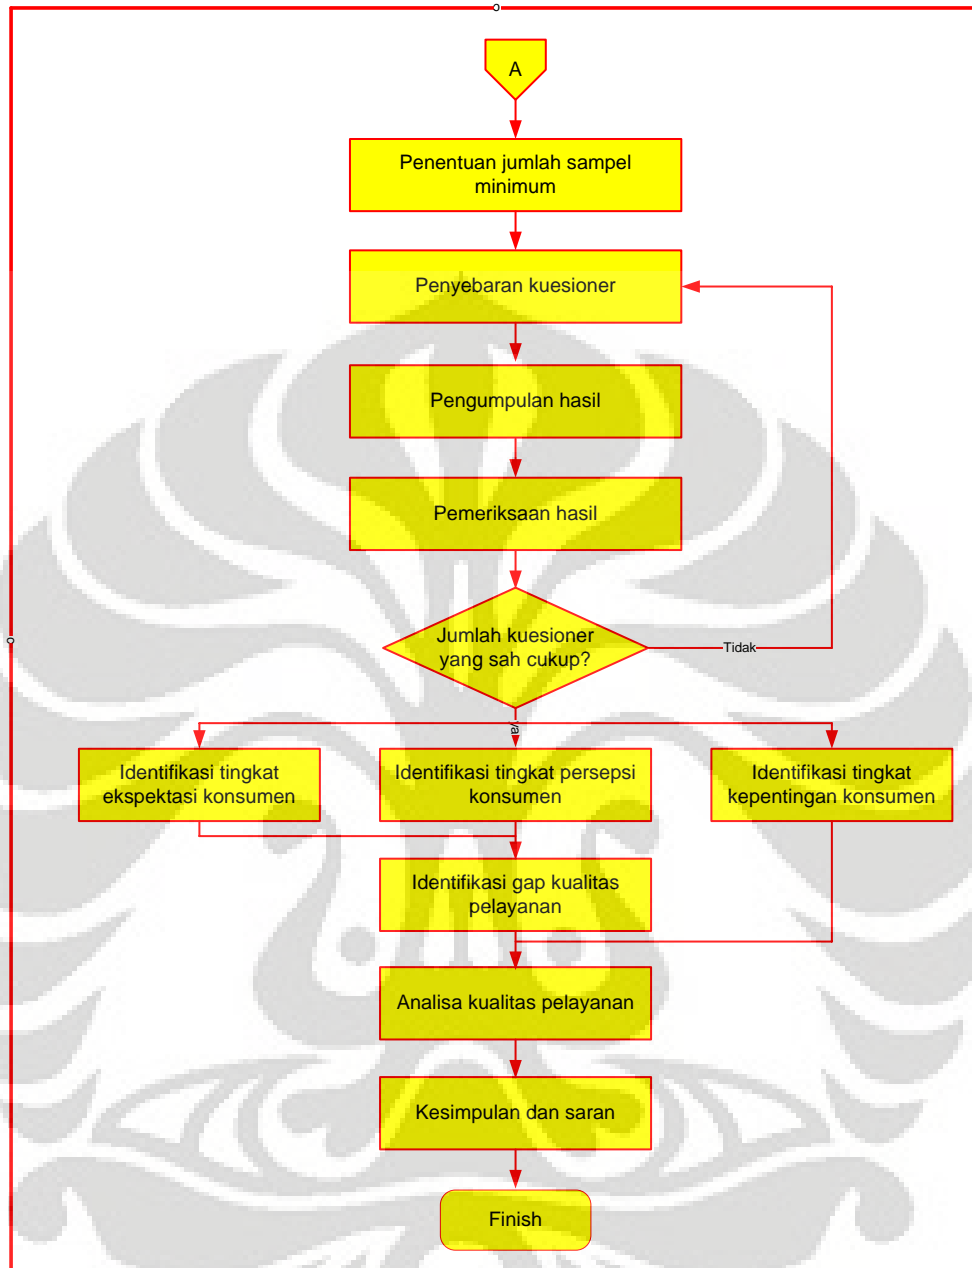 A
Penentuan jumlah sampel
minimum
Penyebaran kuesioner
Pengumpulan hasil
Pemeriksaan hasil
Jumlah kuesioner
yang sah cukup?
Tidak
ya
Identifikasi tingkat
ekspektasi konsumen
Identifikasi tingkat persepsi
konsumen
Identifikasi tingkat
kepentingan konsumen
Identifikasi gap kualitas
pelayanan
Analisa kualitas pelayanan
Kesimpulan dan saran
Finish